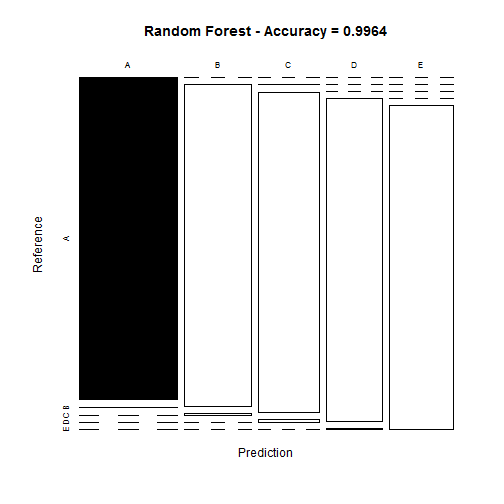 Random Forest - Accuracy = 0.9964
A B C D E
Reference
A
E D C B
Prediction